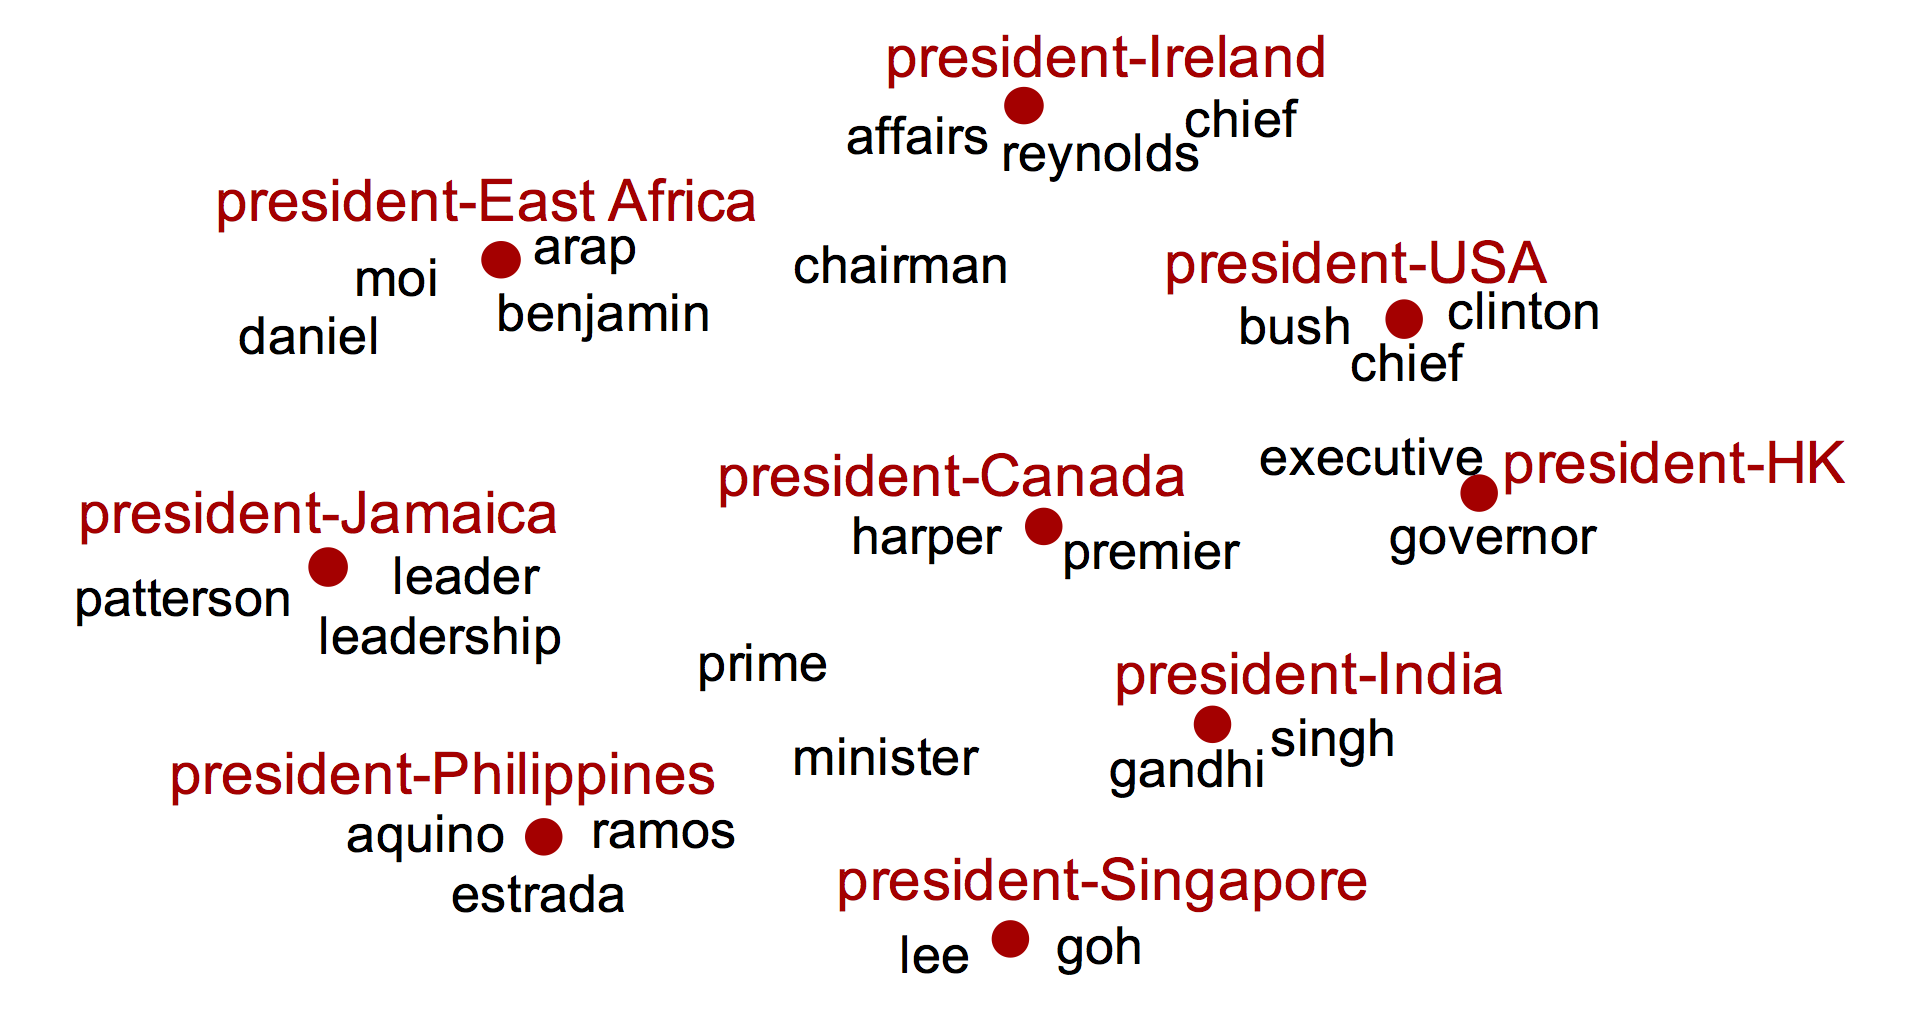 president-Ireland
affairs
reynolds
chief
president-East Africa
moi
arap
benjamin
daniel
chairman
president-USA
bush
clinton
chief
executive
president-HK
governor
president-Canada
harper
premier
president-Jamaica
patterson
leader
leadership
prime
minister
president-India
gandhi
singh
president-Philippines
aquino
ramos
estrada
president-Singapore
lee
goh